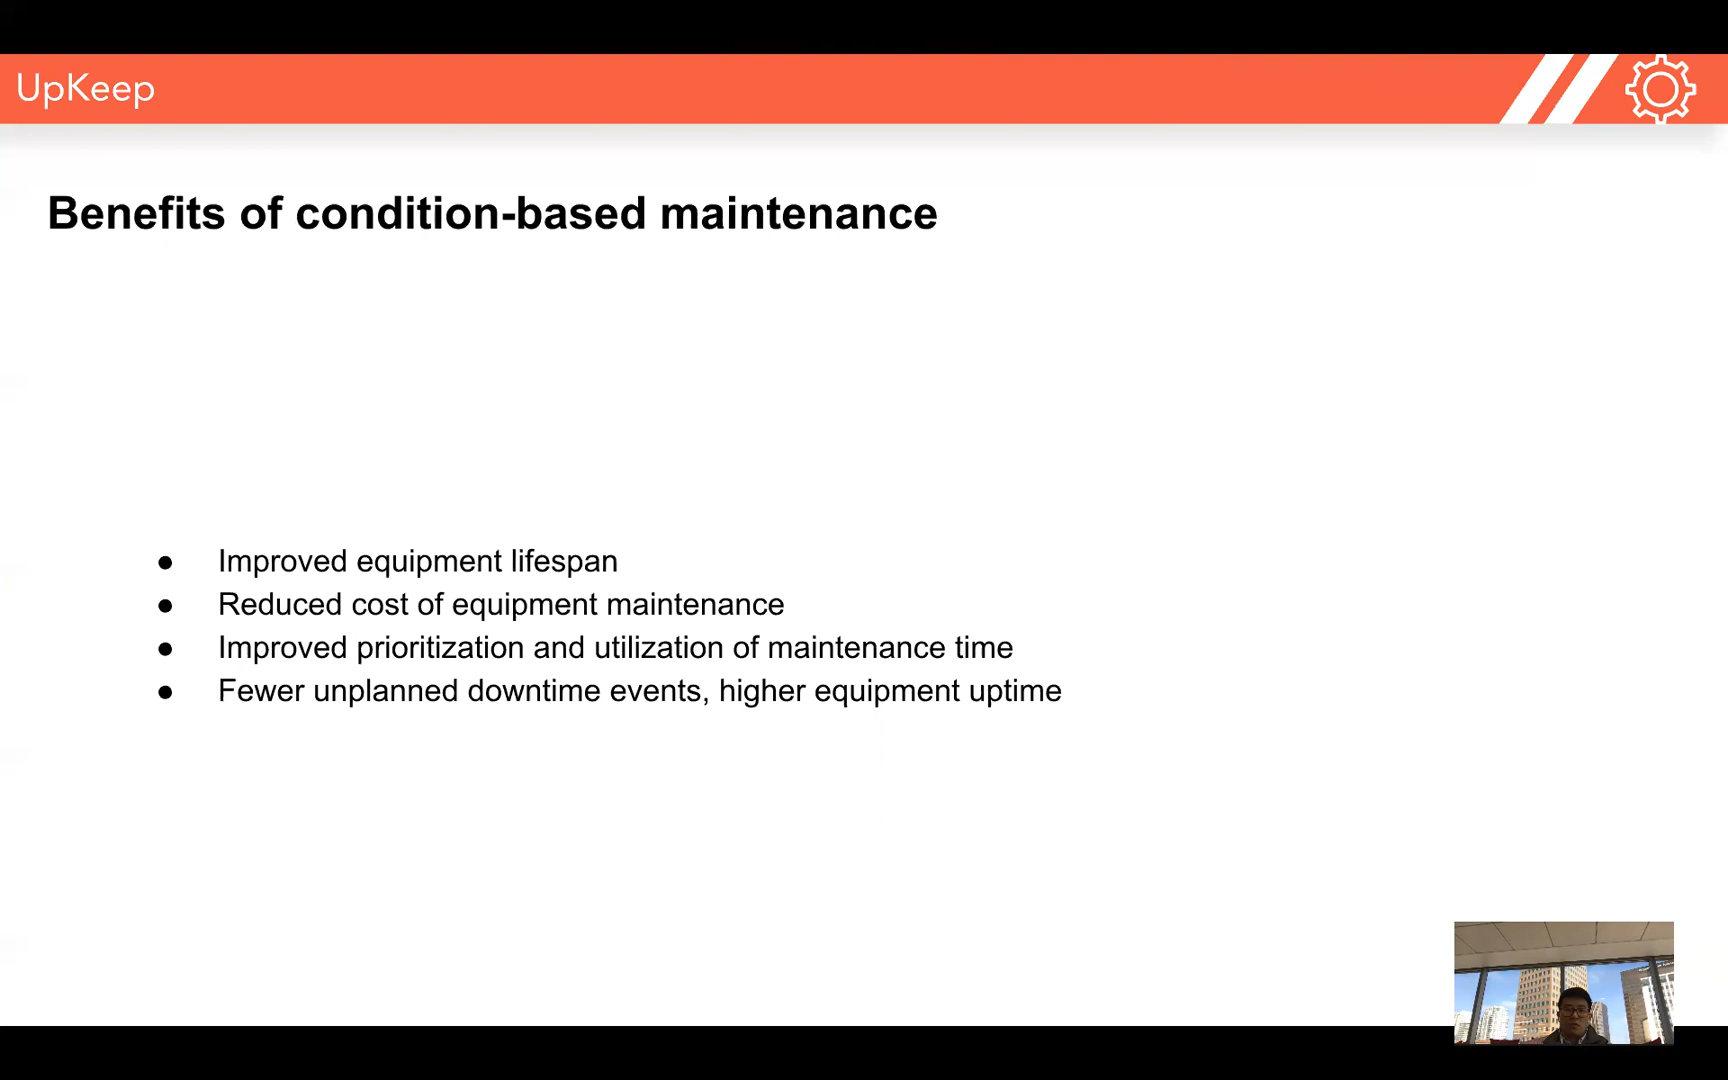 UpKeep
Benefits of condition-based maintenance
● Improved equipment lifespan
● Reduced cost of equipment maintenance
● Improved prioritization and utilization of maintenance time
● Fewer unplanned downtime events, higher equipment uptime